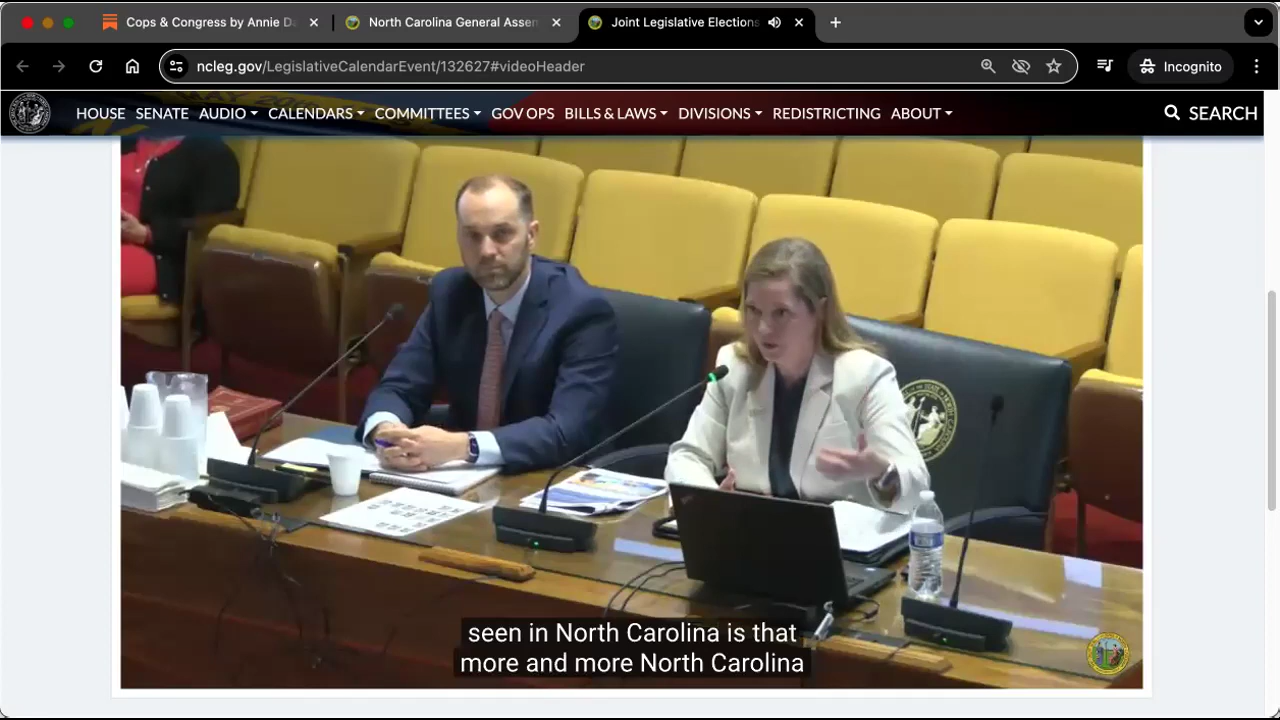 Cops & Congress by Annie D
North Carolina General Assem
Joint Legislative Elections
ncleg.gov/LegislativeCalendarEvent/132627#videoHeader
Incognito
HOUSE SENATE AUDIO CALENDARS COMMITTEES GOV OPS BILLS & LAWS DIVISIONS REDISTRICTING ABOUT
SEARCH
seen in North Carolina is that
more and more North Carolina